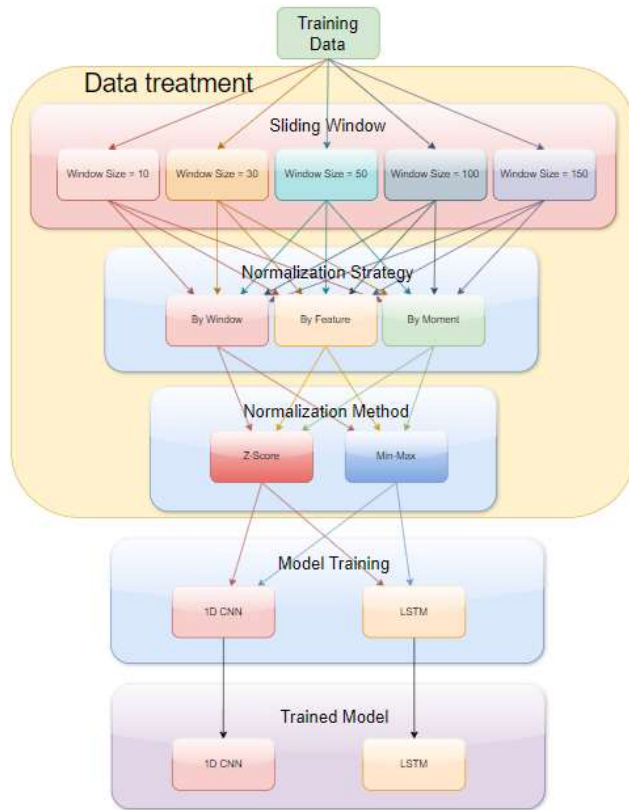 Training
Data
Data treatment
Sliding Window
Window Size = 10
Window Size = 30
Window Size = 50
Window Size = 100
Window Size = 150
Normalization Strategy
By Window
By Feature
By Moment
Normalization Method
Z-Score
Min-Max
Model Training
1D CNN
LSTM
Trained Model
1D CNN
LSTM